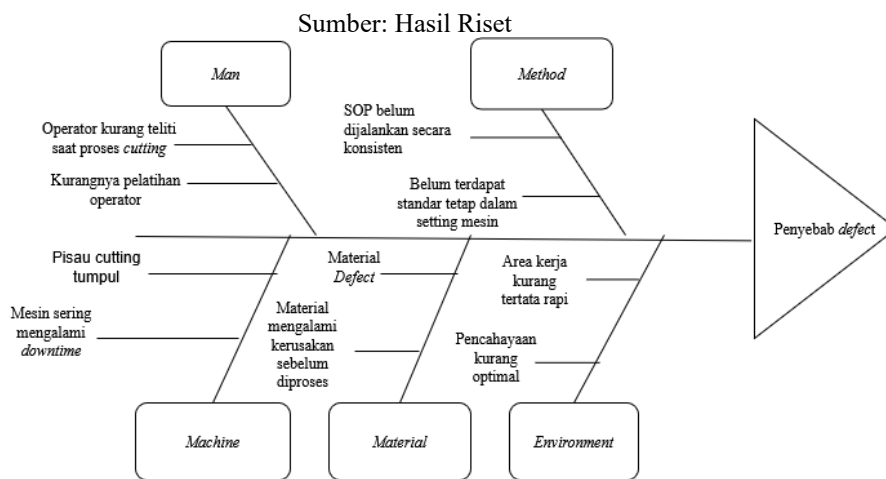 Sumber: Hasil Riset
Man
Method
Operator kurang teliti
saat proses cutting
Kurangnya pelatihan
operator
SOP belum
dijalankan secara
konsisten
Belum terdapat
standar tetap dalam
setting mesin
Penyebab defect
Pisau cutting
tumpul
Mesin sering
mengalami
downtime
Material
Defect
Material
mengalami
kerusakan
sebelum
diproses
Area kerja
kurang
tertata rapi
Pencahayaan
kurang
optimal
Machine
Material
Environment